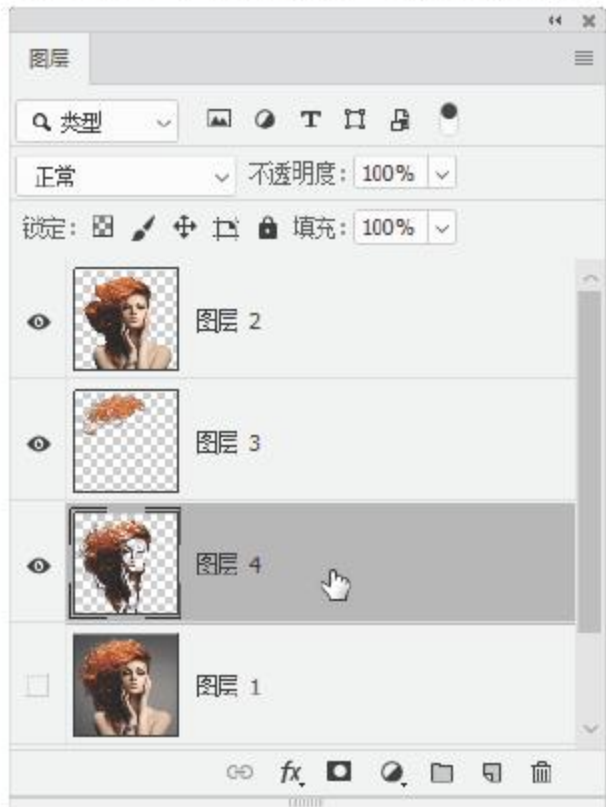 图层
类型 T
正常 不透明度: 100%
锁定: 填充: 100%
图层 2
图层 3
图层 4
图层 1
fx